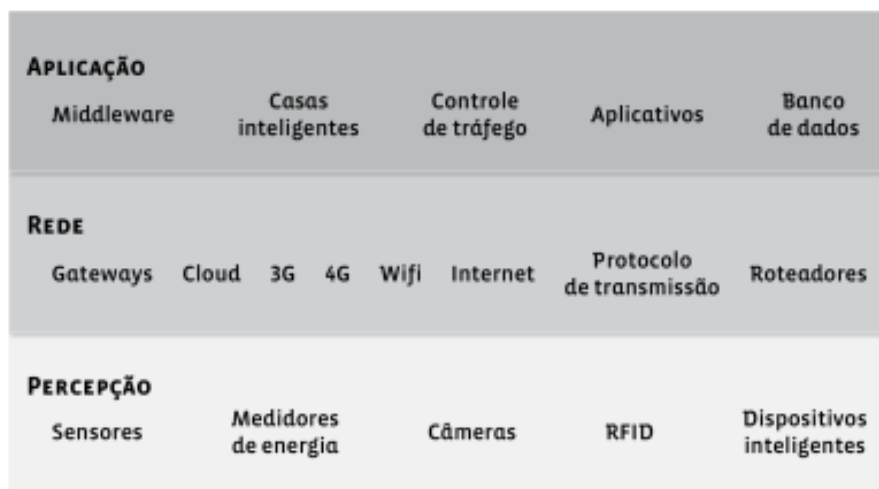 APLICAÇÃO
Middleware
Casas
inteligentes
Controle
de tráfego
Aplicativos
Banco
de dados
REDE
Gateways Cloud 3G 4G Wifi Internet
Protocolo
de transmissão
Roteadores
PERCEPÇÃO
Sensores
Medidores
de energia
Câmeras
RFID
Dispositivos
inteligentes